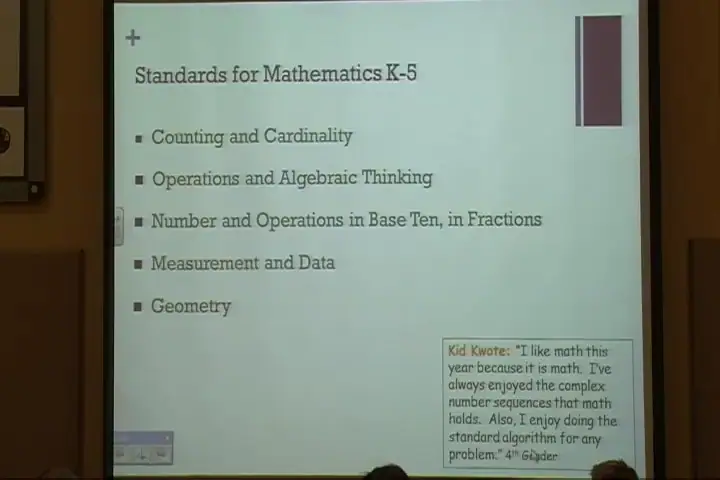 +
Standards for Mathematics K-5
■ Counting and Cardinality
■ Operations and Algebraic Thinking
■ Number and Operations in Base Ten, in Fractions
■ Measurement and Data
■ Geometry
Kid Kwote: "I like math this
year because it is math. I've
always enjoyed the complex
number sequences that math
holds. Also, I enjoy doing the
standard algorithm for any
problem." 4th Grader